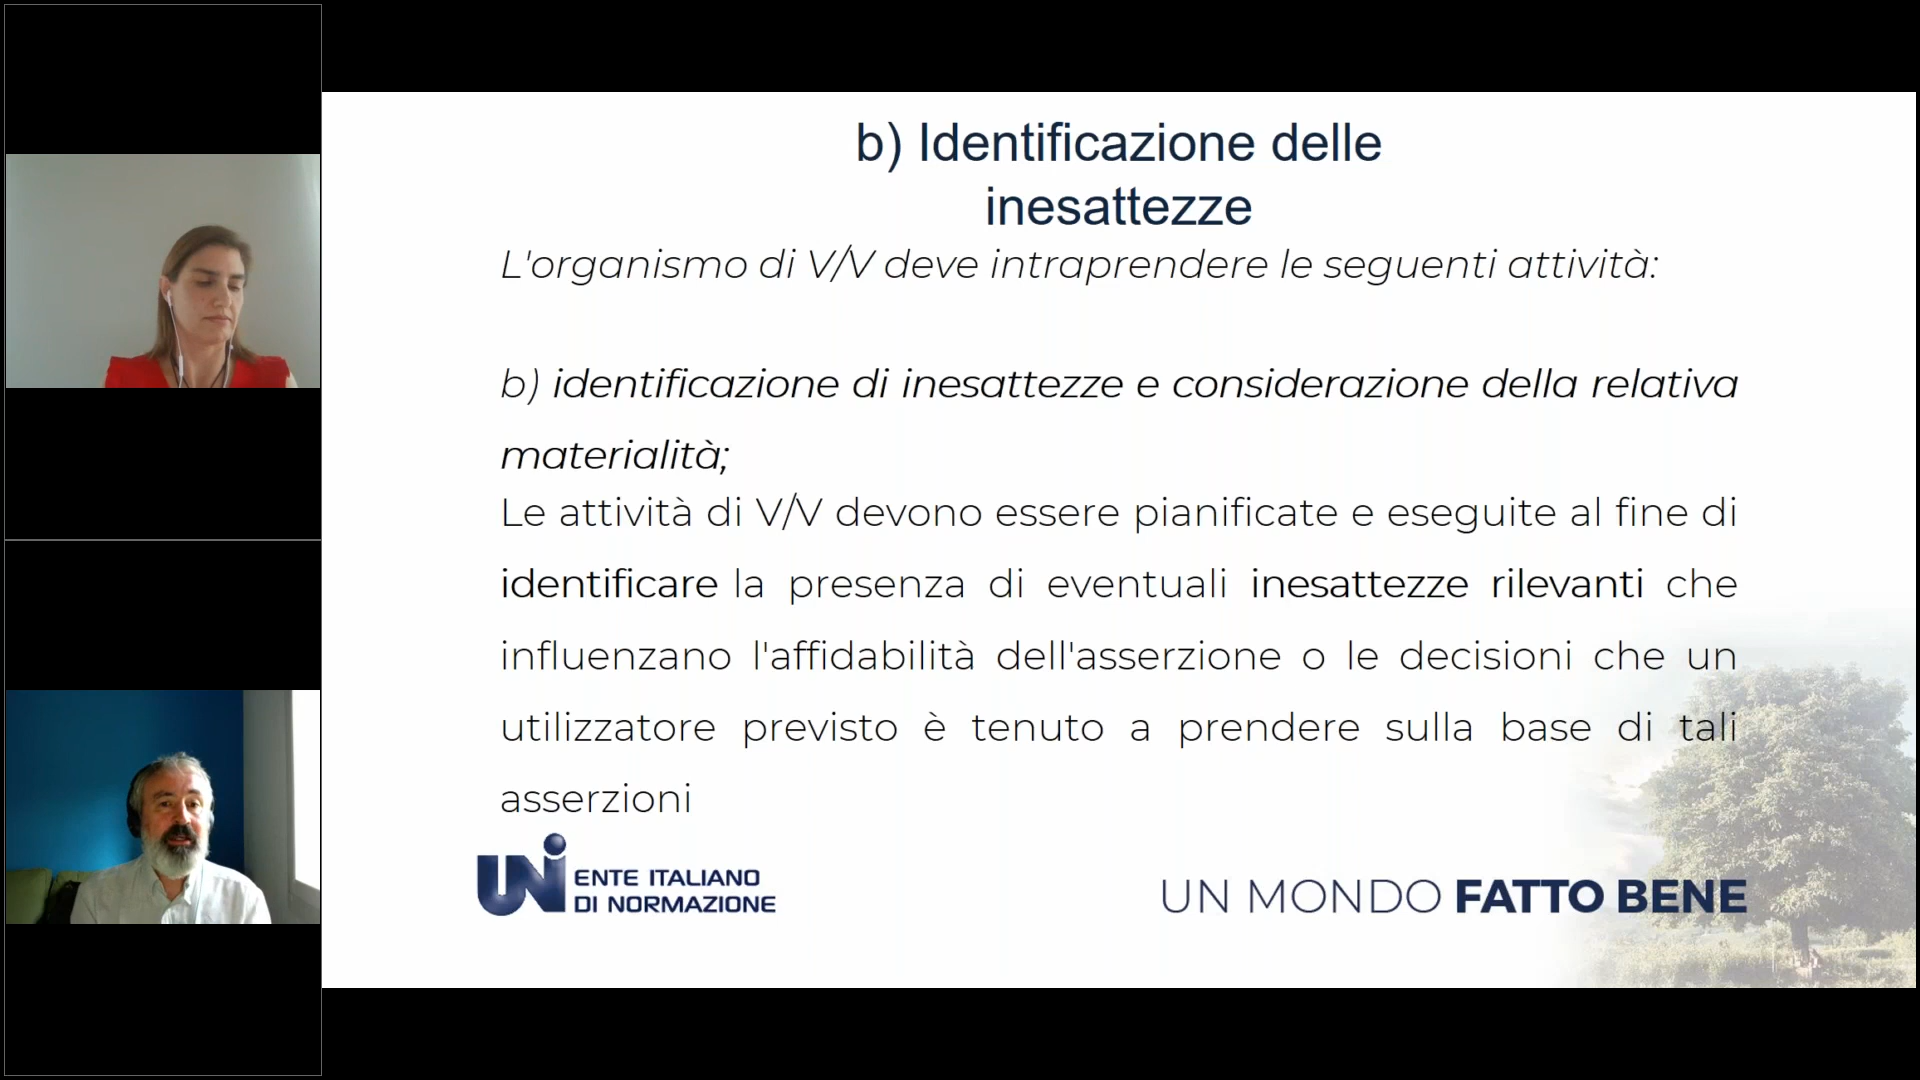 b) Identificazione delle
inesattezze
L'organismo di V/V deve intraprendere le seguenti attività:
b) identificazione di inesattezze e considerazione della relativa
materialità;
Le attività di V/V devono essere pianificate e eseguite al fine di
identificare la presenza di eventuali inesattezze rilevanti che
influenzano l'affidabilità dell'asserzione o le decisioni che un
utilizzatore previsto è tenuto a prendere sulla base di tali
asserzioni
UNI ENTE ITALIANO
DI NORMAZIONE
UN MONDO FATTO BENE